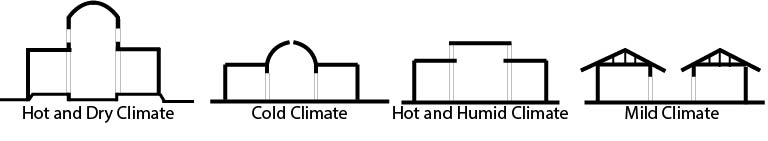 Hot and Dry Climate
Cold Climate
Hot and Humid Climate
Mild Climate